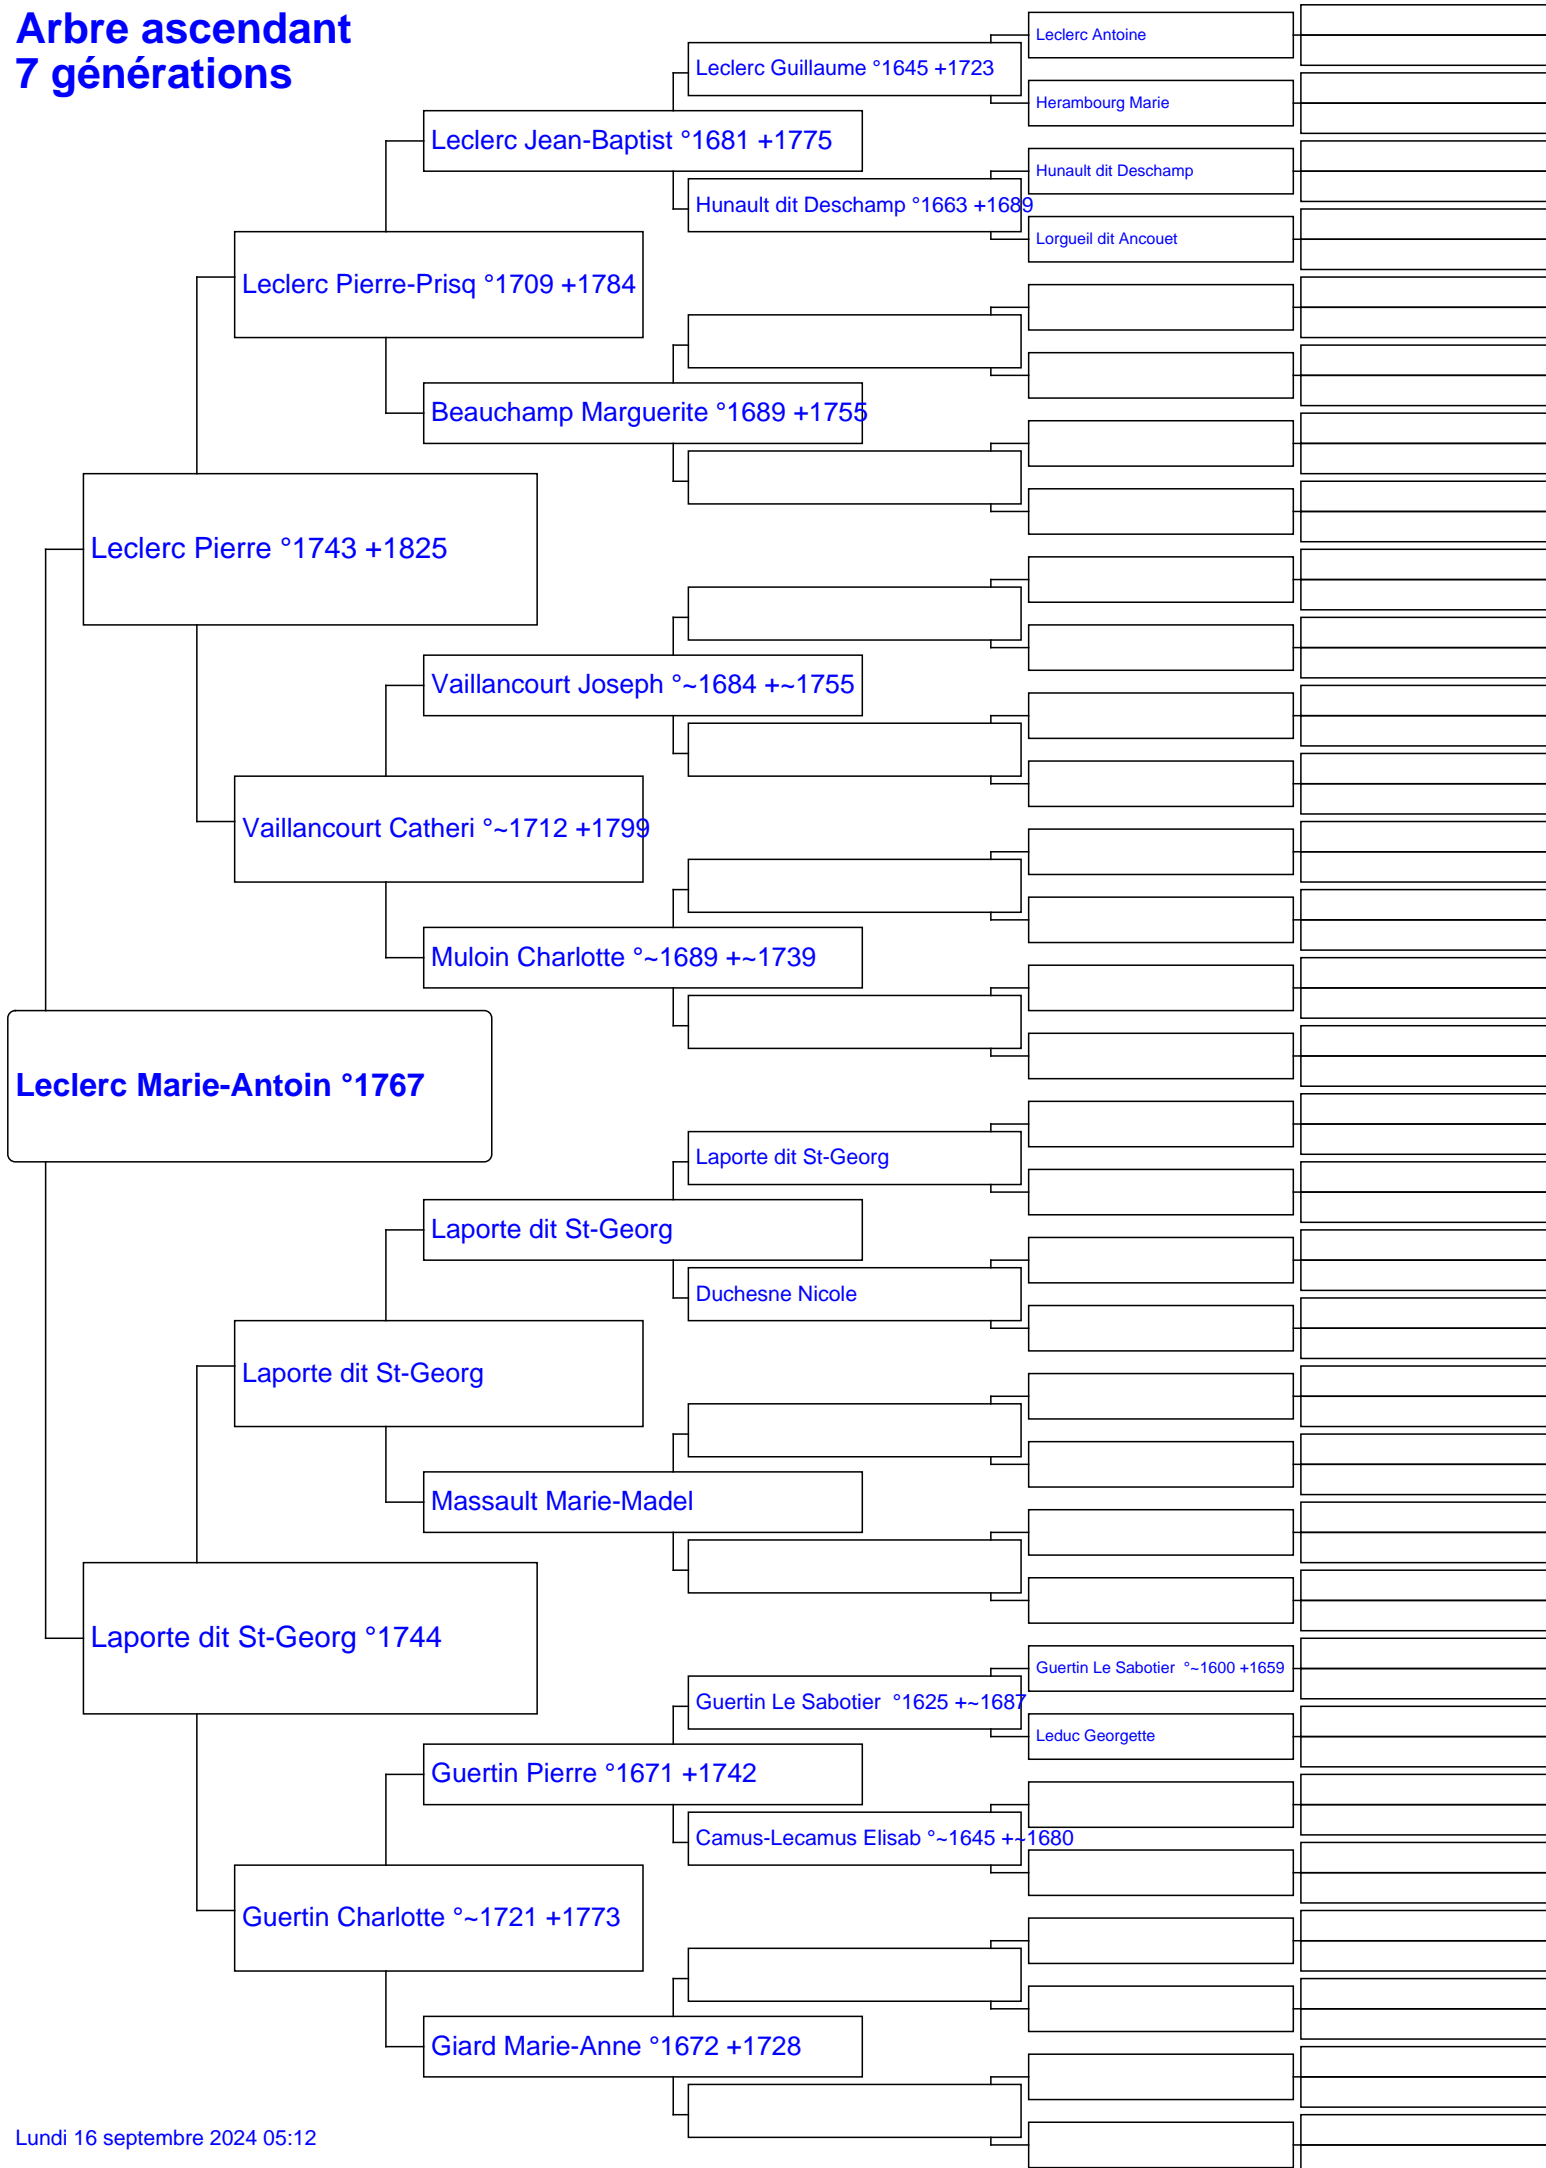 Arbre ascendant
7 générations
Leclerc Antoine
Leclerc Guillaume °1645 +1723
Herambourg Marie
Leclerc Jean-Baptist °1681 +1775
Hunault dit Deschamp
Hunault dit Deschamp °1663 +1689
Lorgueil dit Ancouet
Leclerc Pierre-Prisq °1709 +1784
Beauchamp Marguerite °1689 +1755
Leclerc Pierre °1743 +1825
Vaillancourt Joseph °~1684 +~1755
Vaillancourt Catheri °~1712 +1799
Muloin Charlotte °~1689 +~1739
Leclerc Marie-Antoin °1767
Laporte dit St-Georg
Laporte dit St-Georg
Duchesne Nicole
Laporte dit St-Georg
Massault Marie-Madel
Laporte dit St-Georg °1744
Guertin Le Sabotier  °~1600 +1659
Guertin Le Sabotier  °1625 +~1687
Leduc Georgette
Guertin Pierre °1671 +1742
Camus-Lecamus Elisab °~1645 +~1680
Guertin Charlotte °~1721 +1773
Giard Marie-Anne °1672 +1728
Lundi 16 septembre 2024 05:12